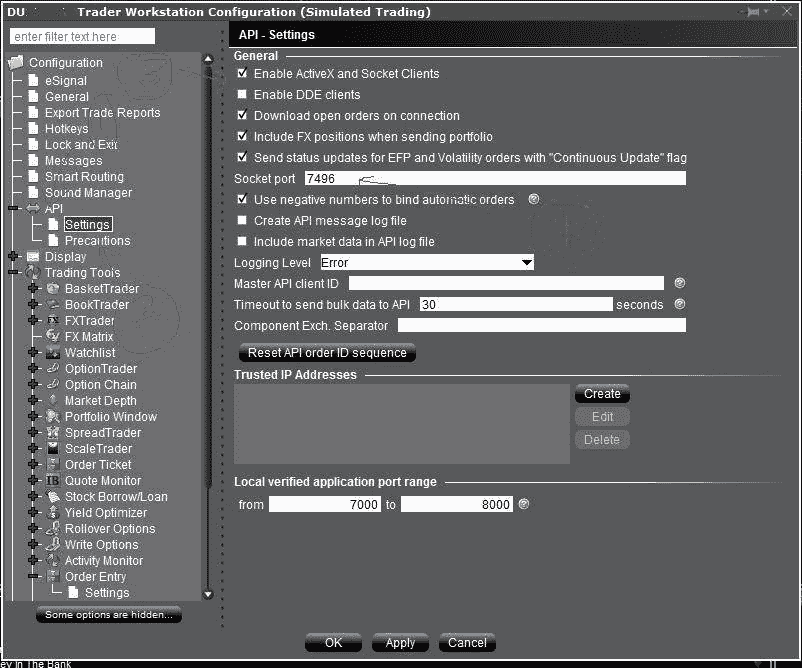 DU
Trader Workstation Configuration (Simulated Trading)
enter filter text here
Configuration
eSignal
General
Export Trade Reports
Hotkeys
Lock and Exit
Messages
Smart Routing
Sound Manager
API
Settings
Precautions
Display
Trading Tools
BasketTrader
BookTrader
FXTrader
FX Matrix
Watchlist
OptionTrader
Option Chain
Market Depth
Portfolio Window
SpreadTrader
ScaleTrader
Order Ticket
Quote Monitor
Stock Borrow/Loan
Yield Optimizer
Rollover Options
Write Options
Activity Monitor
Order Entry
Settings
Some options are hidden...
API - Settings
General
Enable ActiveX and Socket Clients
Enable DDE clients
Download open orders on connection
Include FX positions when sending portfolio
Send status updates for EFP and Volatility orders with "Continuous Update" flag
Socket port 7496
Use negative numbers to bind automatic orders
Create API message log file
Include market data in API log file
Logging Level Error
Master API client ID
Timeout to send bulk data to API 30 seconds
Component Exch. Separator
Reset API order ID sequence
Trusted IP Addresses
Create
Edit
Delete
Local verified application port range
from 7000 to 8000
OK Apply Cancel
ey In The Bank